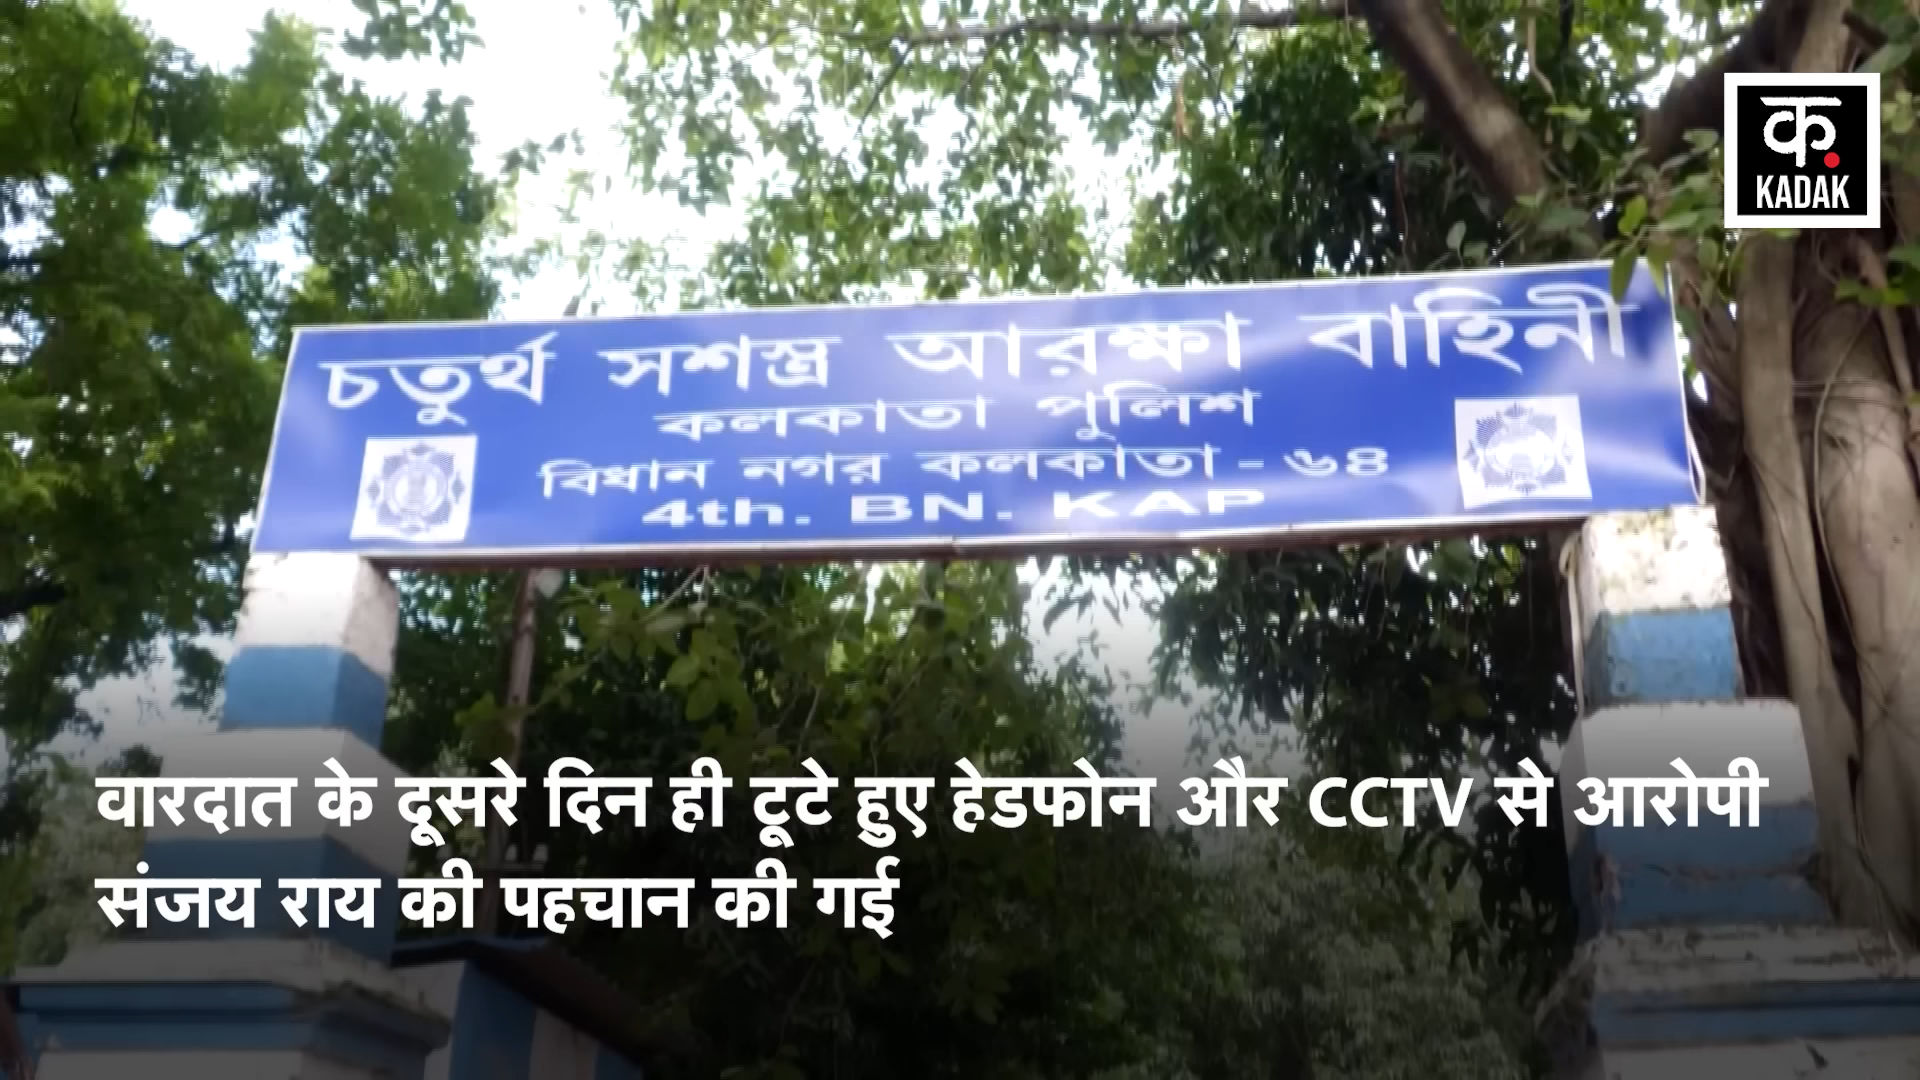 क
KADAK
চতুর্থ সশস্ত্র আরক্ষা বাহিনী
কলকাতা পুলিশ
বিধান নগর কলকাতা - ৬৪
4th. BN. KAP
वारदात के दूसरे दिन ही टूटे हुए हेडफोन और CCTV से आरोपी
संजय राय की पहचान की गई